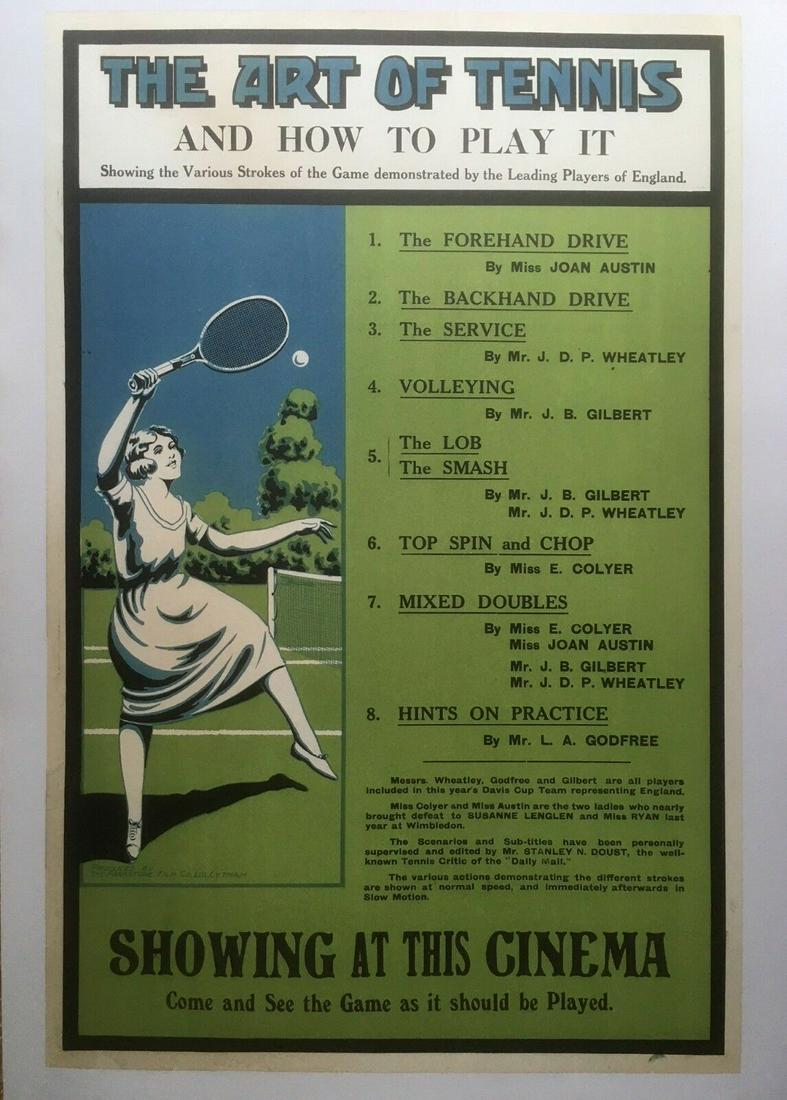 THE ART OF TENNIS
AND HOW TO PLAY IT
Showing the Various Strokes of the Game demonstrated by the Leading Players of England.
1. The FOREHAND DRIVE
By Miss JOAN AUSTIN
2. The BACKHAND DRIVE
3. The SERVICE
By Mr. J. D. P. WHEATLEY
4. VOLLEYING
By Mr. J. B. GILBERT
5. The LOB
The SMASH
By Mr. J. B. GILBERT
Mr. J. D. P. WHEATLEY
6. TOP SPIN and CHOP
By Miss E. COLYER
7. MIXED DOUBLES
By Miss E. COLYER
Miss JOAN AUSTIN
Mr. J. B. GILBERT
Mr. J. D. P. WHEATLEY
8. HINTS ON PRACTICE
By Mr. L. A. GODFREE
Messrs. Wheatley, Godfree and Gilbert are all players
included in this year's Davis Cup Team representing England.
Miss Colyer and Miss Austin are the two ladies who nearly
brought defeat to SUSANNE LENGLEN and Miss RYAN last
year at Wimbledon.
The Scenarios and Sub-titles have been personally
supervised and edited by Mr. STANLEY N. DOUST, the well-
known Tennis Critic of the "Daily Mail."
The various actions demonstrating the different strokes
are shown at normal speed, and immediately afterwards in
Slow Motion.
PRODUCED BY
FILM CO. LYTHAM
SHOWING AT THIS CINEMA
Come and See the Game as it should be Played.